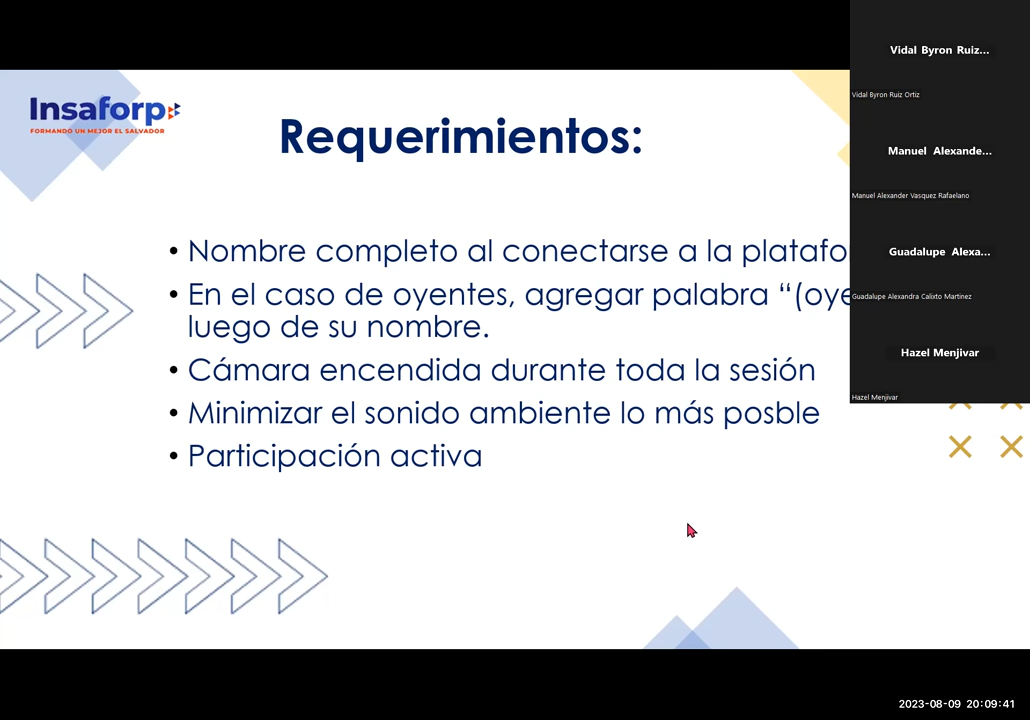 Insaforp
FORMANDO UN MEJOR EL SALVADOR
Requerimientos:
• Nombre completo al conectarse a la platafo
• En el caso de oyentes, agregar palabra “(oye
luego de su nombre.
• Cámara encendida durante toda la sesión
• Minimizar el sonido ambiente lo más posble
• Participación activa
Vidal Byron Ruiz...
Vidal Byron Ruiz Ortiz
Manuel Alexande...
Manuel Alexander Vasquez Rafaelano
Guadalupe Alexa...
Guadalupe Alexandra Calixto Martinez
Hazel Menjivar
Hazel Menjivar
2023-08-09 20:09:41